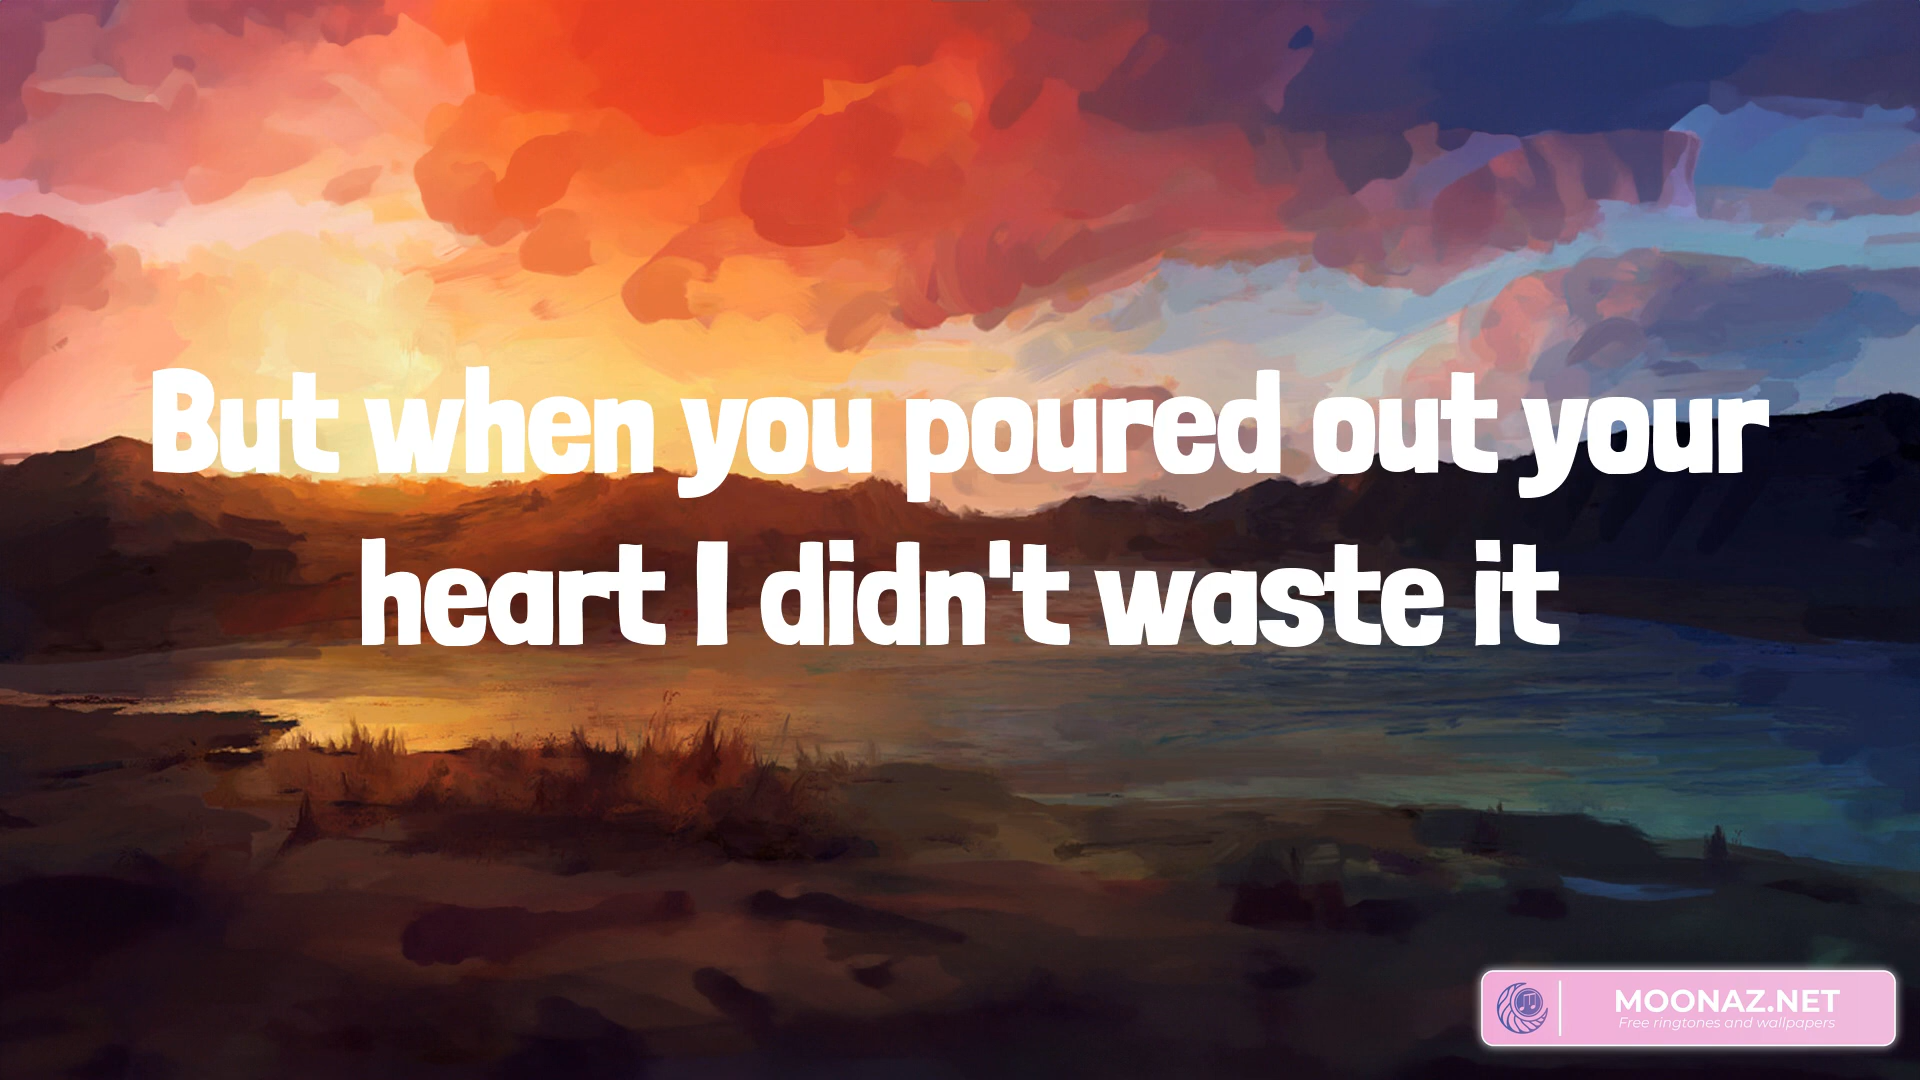 But when you poured out your
heart I didn't waste it
MOONAZ.NET
Free ringtones and wallpapers